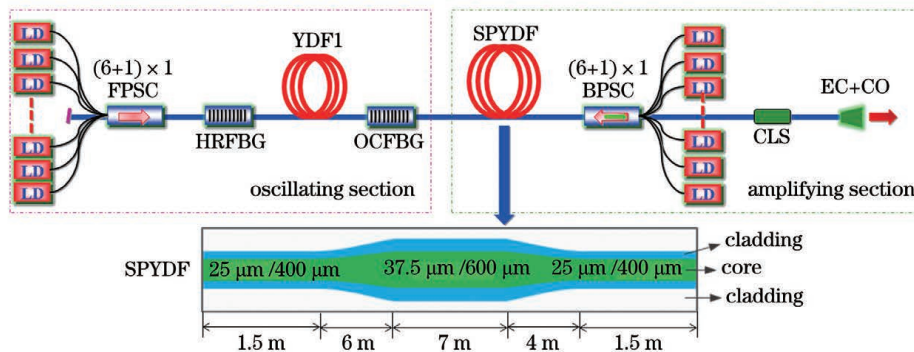 LD
LD
LD
LD
LD
LD
(6+1) × 1
FPSC
HRFBG
YDF1
OCFBG
oscillating section
SPYDF
(6+1) × 1
BPSC
LD
LD
LD
LD
LD
LD
CLS
EC+CO
amplifying section
SPYDF
25 μm /400 μm
37.5 μm /600 μm
25 μm /400 μm
cladding
core
cladding
1.5 m
6 m
7 m
4 m
1.5 m